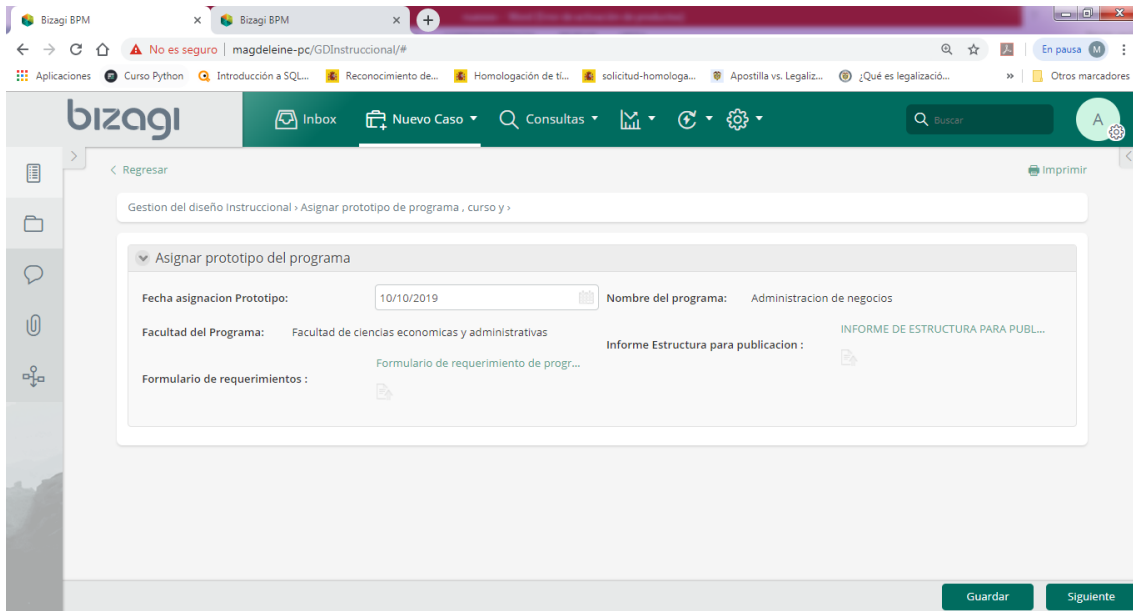 Bizagi BPM
Bizagi BPM
No es seguro | magdeleine-pc/GDInstruccional/#
En pausa M
Aplicaciones Curso Python Introducción a SQL... Reconocimiento de... Homologación de tí... solicitud-homologa... Apostilla vs. Legaliz... ¿Qué es legalizació... » Otros marcadores
bizagi Inbox Nuevo Caso Consultas Buscar A
< Regresar Imprimir
Gestion del diseño Instruccional › Asignar prototipo de programa , curso y ›
Asignar prototipo del programa
Fecha asignacion Prototipo: 10/10/2019 Nombre del programa: Administracion de negocios
Facultad del Programa: Facultad de ciencias economicas y administrativas
Informe Estructura para publicacion : INFORME DE ESTRUCTURA PARA PUBL...
Formulario de requerimientos : Formulario de requerimiento de progr...
Guardar Siguiente